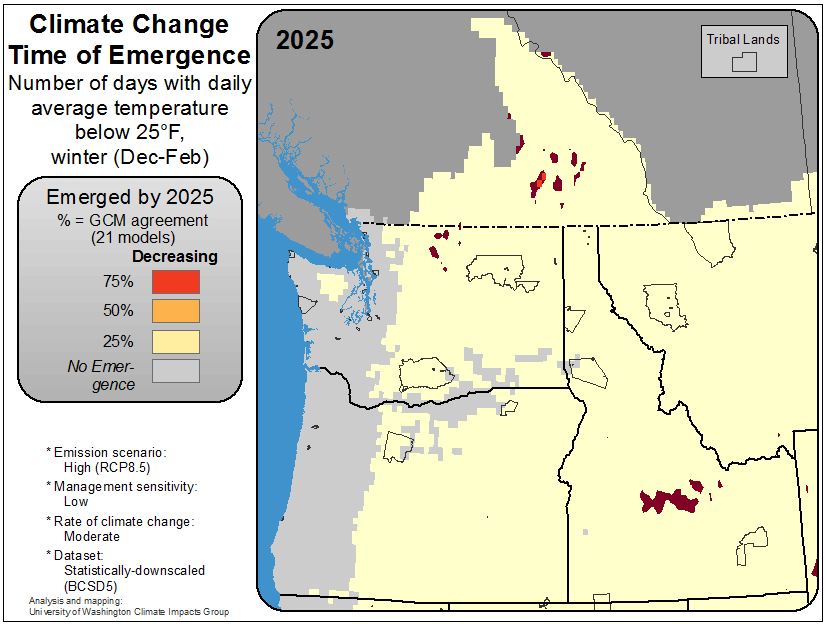 Climate Change
Time of Emergence
Number of days with daily
average temperature
below 25°F,
winter (Dec-Feb)
Emerged by 2025
% = GCM agreement
(21 models)
Decreasing
75%
50%
25%
No Emer-
gence
* Emission scenario:
High (RCP8.5)
* Management sensitivity:
Low
* Rate of climate change:
Moderate
* Dataset:
Statistically-downscaled
(BCSD5)
Analysis and mapping:
University of Washington Climate Impacts Group
2025
Tribal Lands